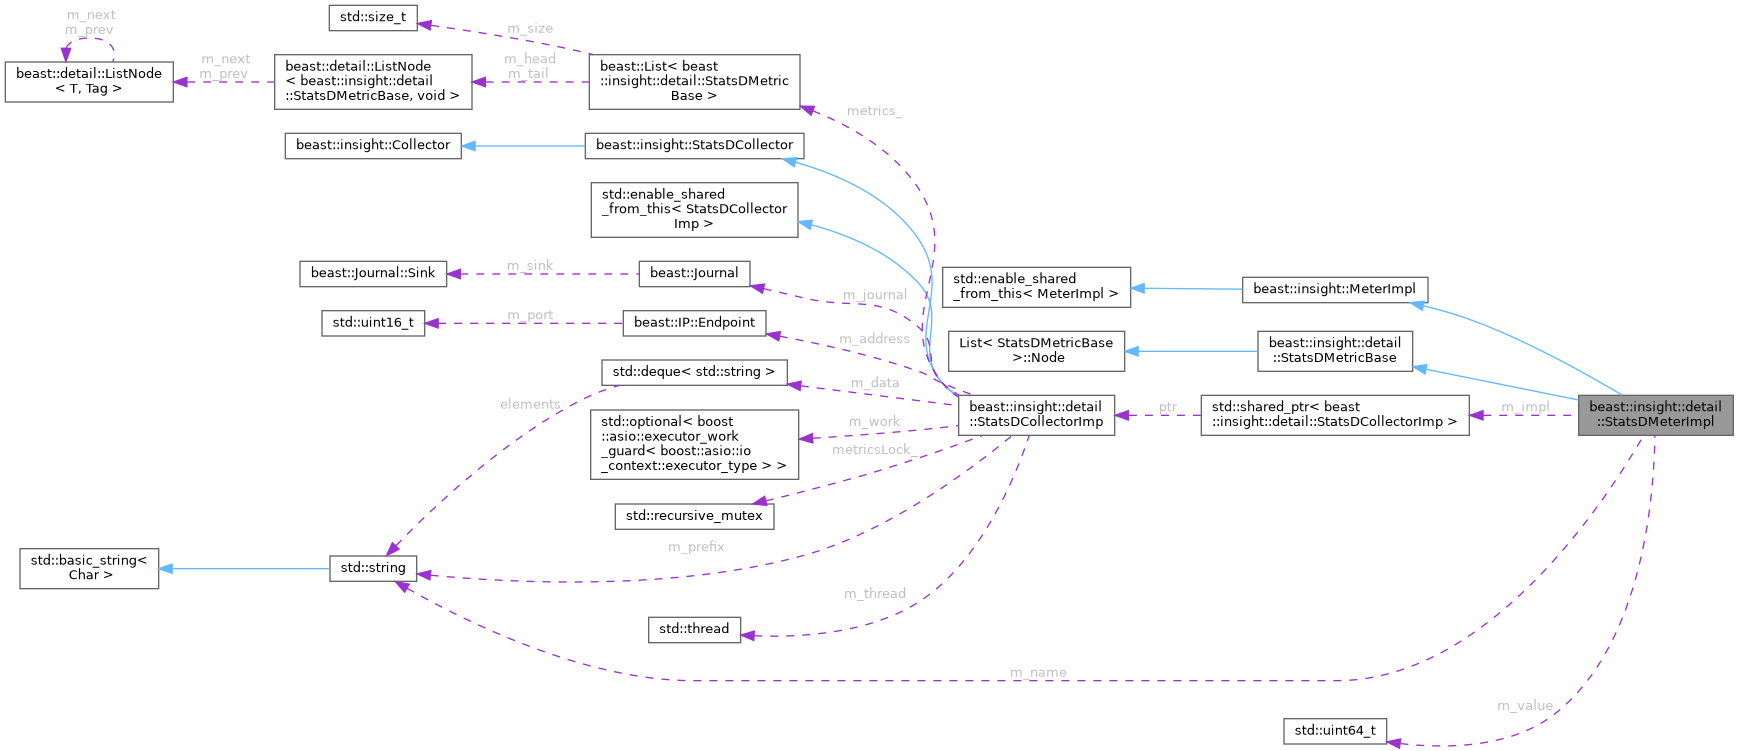 m_next
m_prev
std::size_t
m_size
beast::detail::ListNode
< T, Tag >
m_next
m_prev
beast::detail::ListNode
< beast::insight::detail
::StatsDMetricBase, void >
m_head
m_tail
beast::List< beast
::insight::detail::StatsDMetric
Base >
metrics_
beast::insight::Collector
beast::insight::StatsDCollector
std::enable_shared
_from_this< StatsDCollector
Imp >
beast::Journal::Sink
m_sink
beast::Journal
m_journal
std::enable_shared
_from_this< MeterImpl >
beast::insight::MeterImpl
std::uint16_t
m_port
beast::IP::Endpoint
m_address
List< StatsDMetricBase
>::Node
beast::insight::detail
::StatsDMetricBase
std::deque< std::string >
m_data
elements
std::optional< boost
::asio::executor_work
_guard< boost::asio::io
_context::executor_type > >
m_work
metricsLock_
beast::insight::detail
::StatsDCollectorImp
ptr
std::shared_ptr< beast
::insight::detail::StatsDCollectorImp >
m_impl
beast::insight::detail
::StatsDMeterImpl
std::recursive_mutex
m_prefix
std::basic_string<
Char >
std::string
m_thread
std::thread
m_name
m_value
std::uint64_t